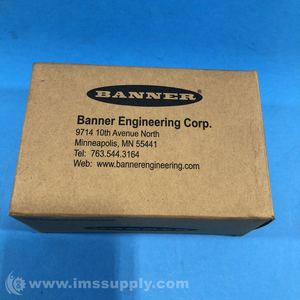 BANNER
Banner Engineering Corp.
9714 10th Avenue North
Minneapolis, MN 55441
Tel: 763.544.3164
Web: www.bannerengineering.com
© www.imssupply.com